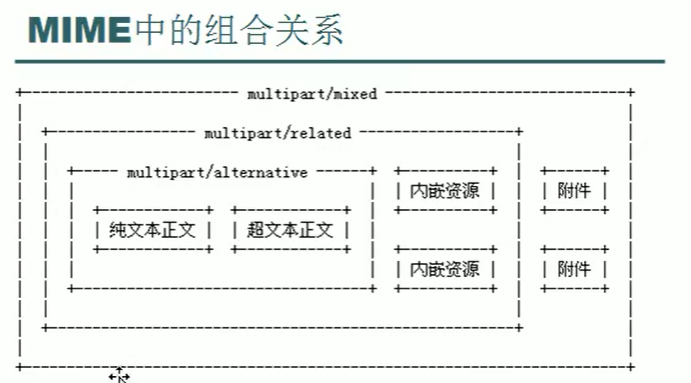 MIME中的组合关系
multipart/mixed
multipart/related
multipart/alternative
内嵌资源 附件
纯文本正文 超文本正文
内嵌资源 附件